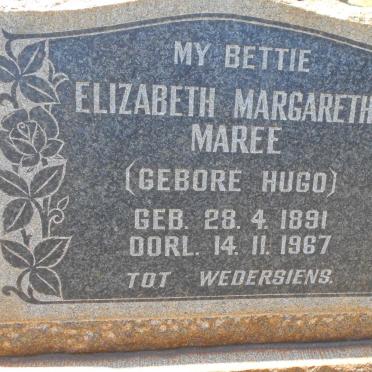 MY BETTIE
ELIZABETH MARGARETH
MAREE
(GEBORE HUGO)
GEB. 28. 4. 1891
OORL. 14. 11. 1967
TOT WEDERSIENS.